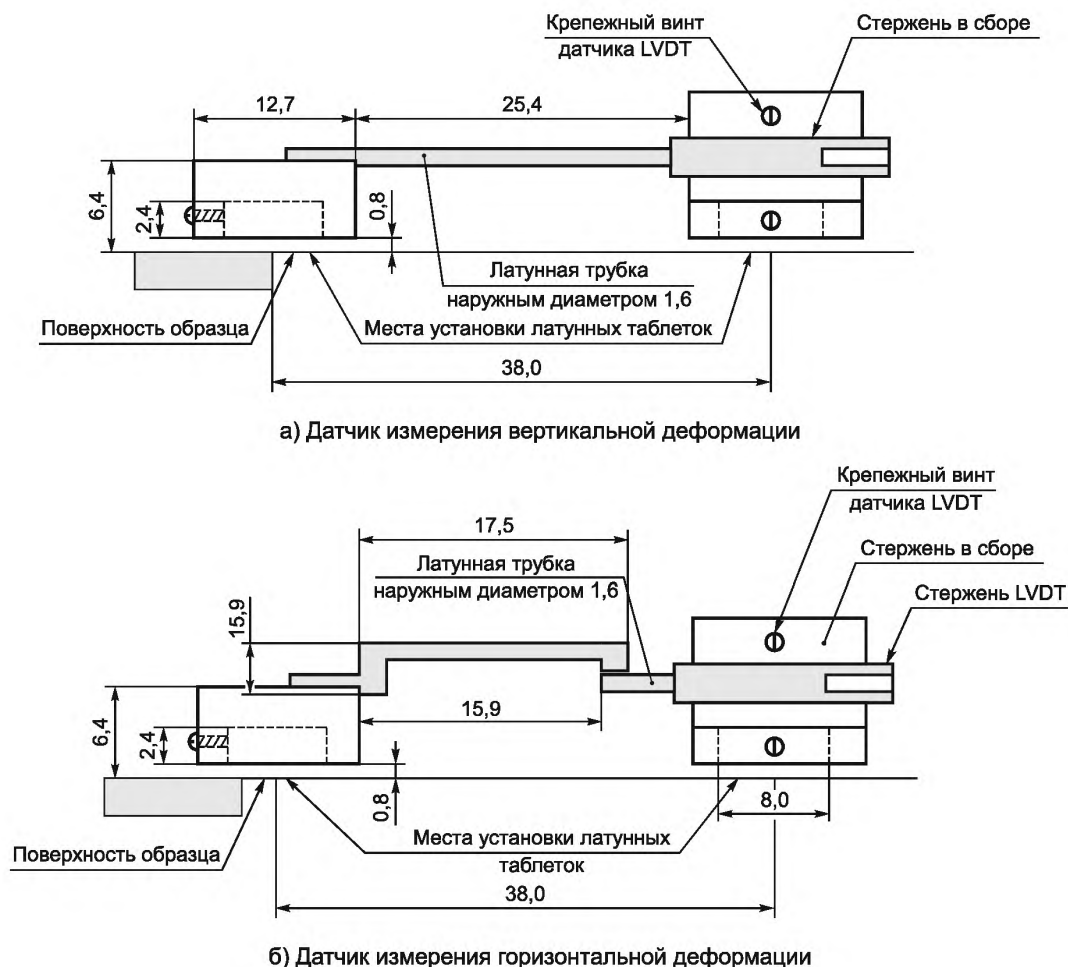 Крепежный винт
датчика LVDT
Стержень в сборе
12,7
25,4
6,4
2,4
0,8
Латунная трубка
наружным диаметром 1,6
Поверхность образца
Места установки латунных таблеток
38,0
а) Датчик измерения вертикальной деформации
Крепежный винт
датчика LVDT
17,5
Стержень в сборе
Латунная трубка
наружным диаметром 1,6
Стержень LVDT
15,9
15,9
6,4
2,4
0,8
8,0
Места установки латунных
таблеток
Поверхность образца
38,0
б) Датчик измерения горизонтальной деформации